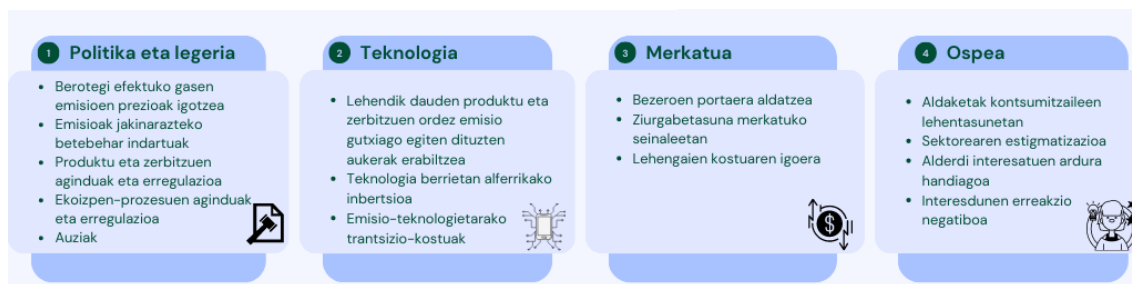 1 Politika eta legeria
Berotegi efektuko gasen
emisioen prezioak igotzea
Emisioak jakinarazteko
betebehar indartuak
Produktu eta zerbitzuen
aginduak eta erregulazioa
Ekoizpen-prozesuen aginduak
eta erregulazioa
Auziak
2 Teknologia
Lehendik dauden produktu eta
zerbitzuen ordez emisio
gutxiago egiten dituzten
aukerak erabiltzea
Teknologia berrietan alferrikako
inbertsioa
Emisio-teknologietarako
trantsizio-kostuak
3 Merkatua
Bezeroen portaera aldatzea
Ziurgabetasuna merkatuko
seinaleetan
Lehengaien kostuaren igoera
4 Ospea
Aldaketak kontsumitzaileen
lehentasunetan
Sektorearen estigmatizazioa
Alderdi interesatuen ardura
handiagoa
Interesdunen erreakzio
negatiboa